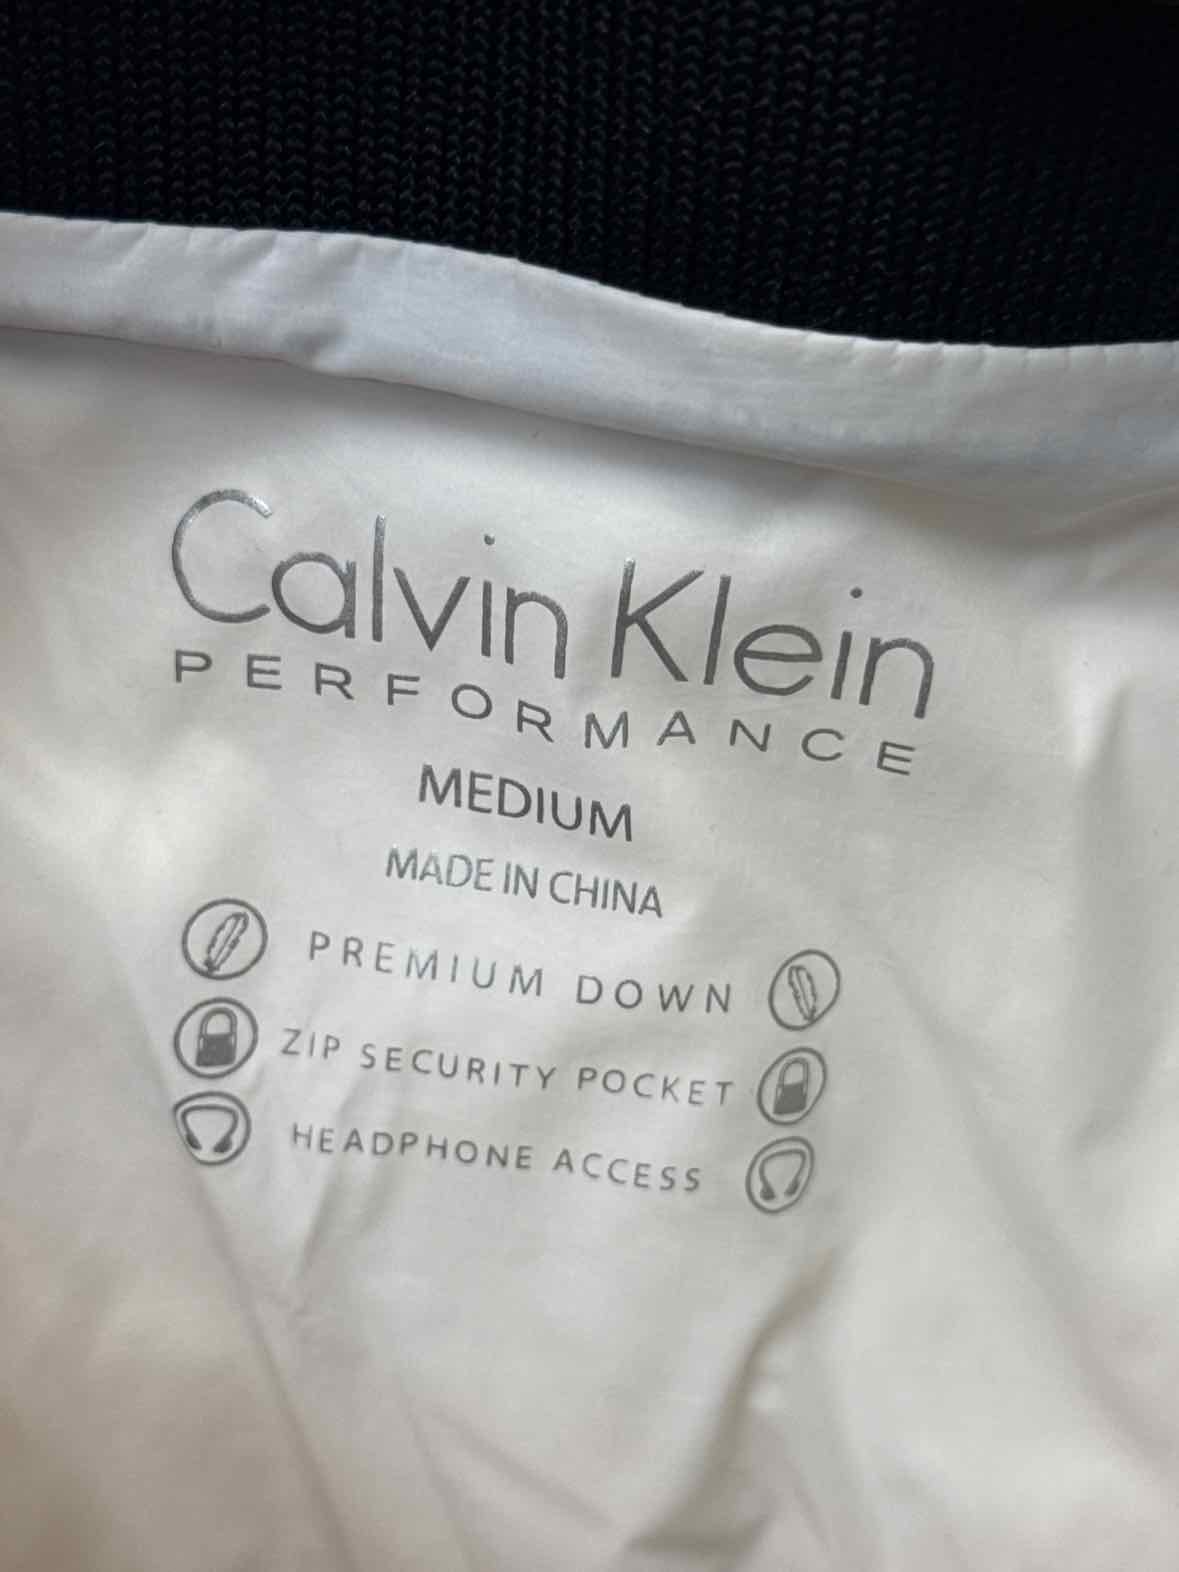 Calvin Klein
PERFORMANCE
MEDIUM
MADE IN CHINA
PREMIUM DOWN
ZIP SECURITY POCKET
HEADPHONE ACCESS